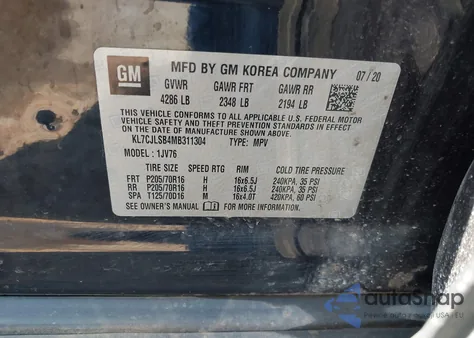 GM
MFD BY GM KOREA COMPANY 07/20
GVWR GAWR FRT GAWR RR
4286 LB 2348 LB 2194 LB
THIS VEHICLE CONFORMS TO ALL APPLICABLE U.S. FEDERAL MOTOR
VEHICLE SAFETY AND THEFT PREVENTION STANDARDS IN
EFFECT ON THE DATE OF MANUFACTURE SHOWN ABOVE.
KL7CJLSB4MB311304 TYPE: MPV
MODEL : 1JV76
TIRE SIZE SPEED RTG RIM COLD TIRE PRESSURE
FRT P205/70R16 H 16x6.5J 240KPA, 35 PSI
RR P205/70R16 H 16x6.5J 240KPA, 35 PSI
SPA T125/70D16 M 16x4.0T 420KPA, 60 PSI
SEE OWNER'S MANUAL FOR MORE INFORMATION.
autoSnap